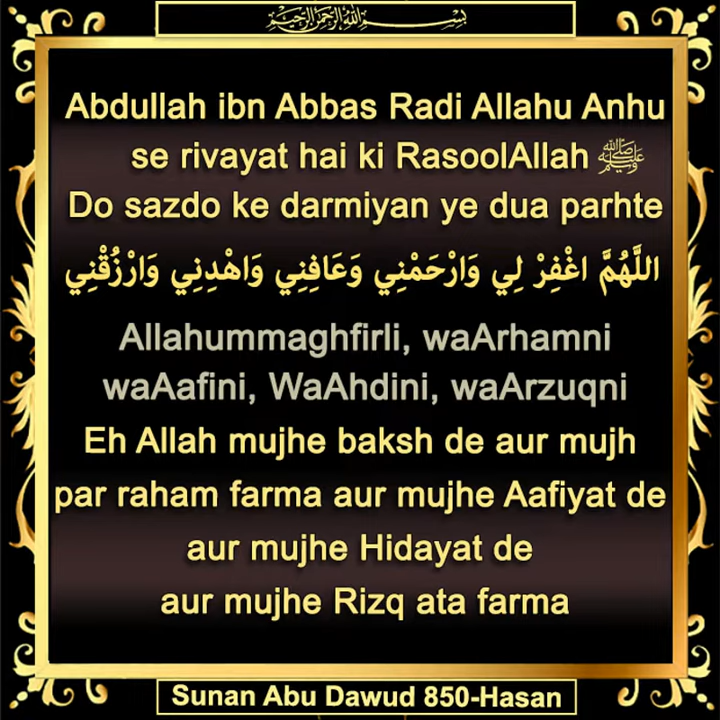 بِسْمِ اللهِ الرَّحْمٰنِ الرَّحِيْمِ
Abdullah ibn Abbas Radi Allahu Anhu
se rivayat hai ki RasoolAllah ﷺ
Do sazdo ke darmiyan ye dua parhte
اللَّهُمَّ اغْفِرْ لِي وَارْحَمْنِي وَعَافِنِي وَاهْدِنِي وَارْزُقْنِي
Allahummaghfirli, waArhamni
waAafini, WaAhdini, waArzuqni
Eh Allah mujhe baksh de aur mujh
par raham farma aur mujhe Aafiyat de
aur mujhe Hidayat de
aur mujhe Rizq ata farma
Sunan Abu Dawud 850-Hasan